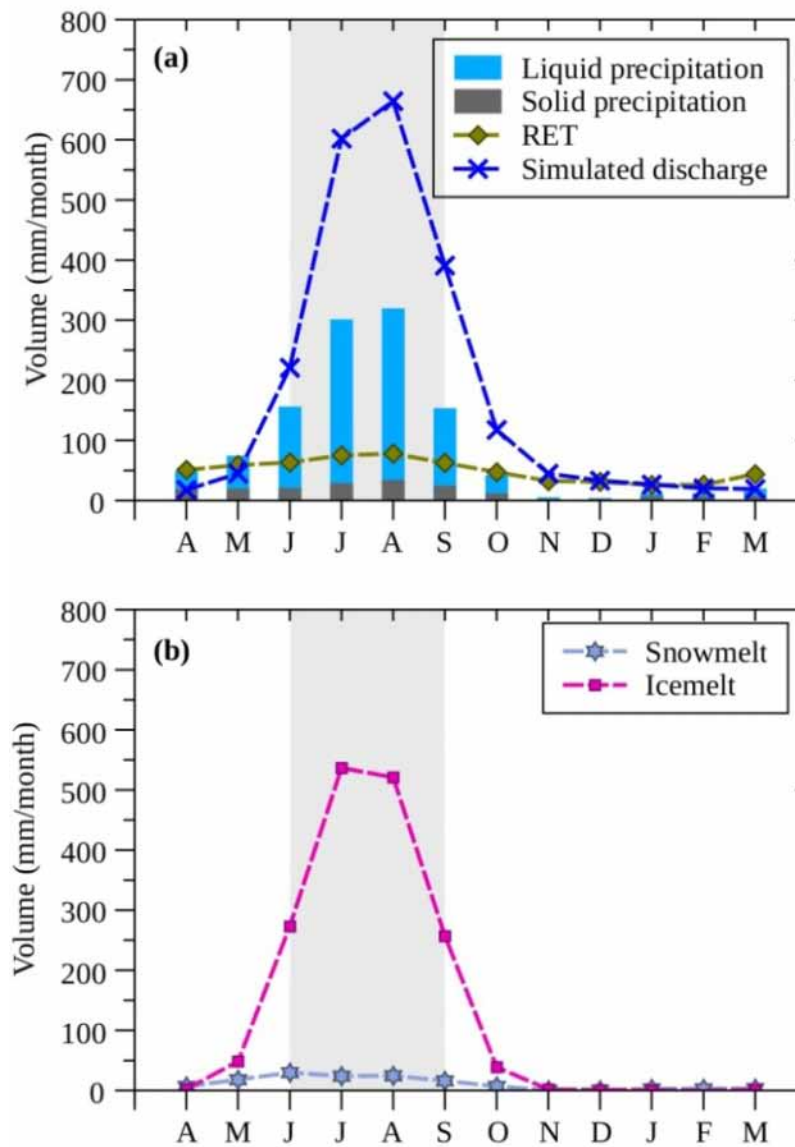 (a)
Liquid precipitation
Solid precipitation
RET
Simulated discharge
Volume (mm/month)
800
700
600
500
400
300
200
100
0
A M J J A S O N D J F M
(b)
Snowmelt
Icemelt
Volume (mm/month)
800
700
600
500
400
300
200
100
0
A M J J A S O N D J F M